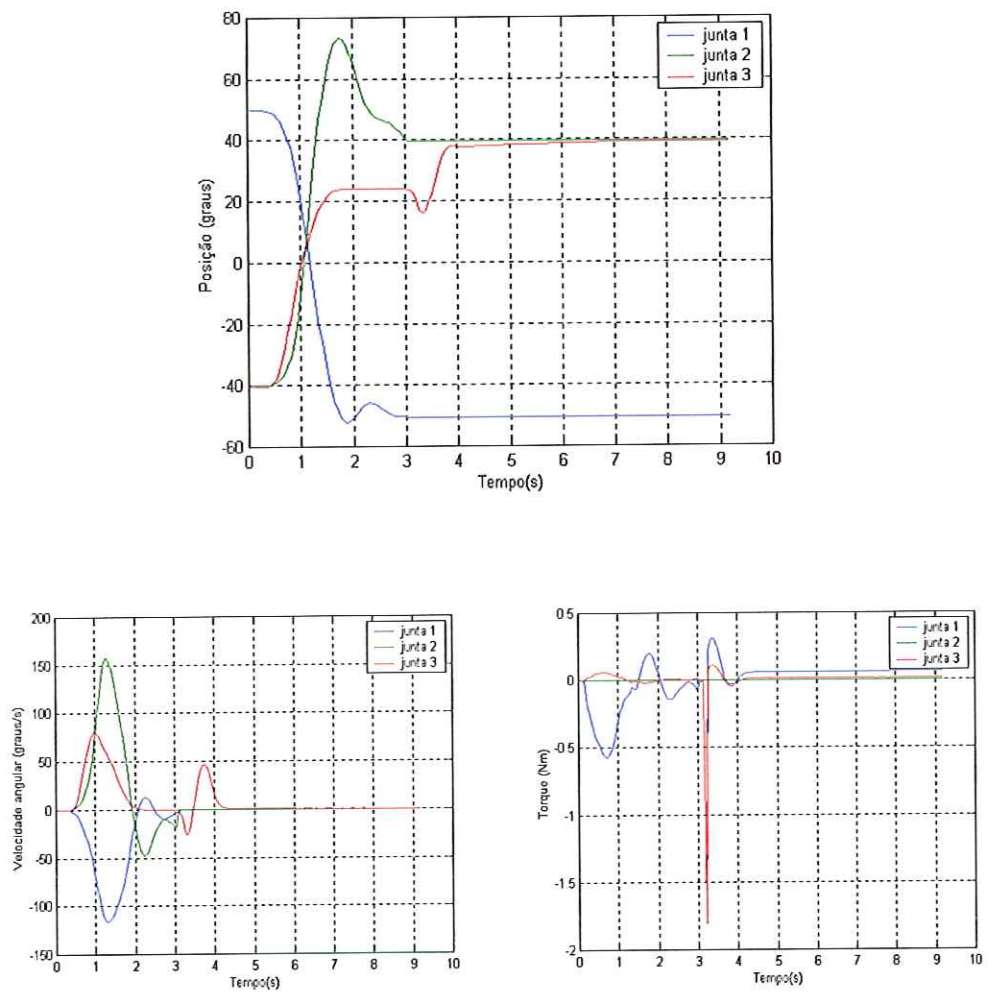 80
60
40
20
0
-20
-40
-60
Posição (graus)
junta 1
junta 2
junta 3
0 1 2 3 4 5 6 7 8 9 10
Tempo(s)
200
150
100
50
0
-50
-100
-150
Velocidade angular (graus/s)
junta 1
junta 2
junta 3
0 1 2 3 4 5 6 7 8 9 10
Tempo(s)
0.5
0
-0.5
-1
-1.5
-2
Torque (Nm)
junta 1
junta 2
junta 3
0 1 2 3 4 5 6 7 8 9 10
Tempo(s)